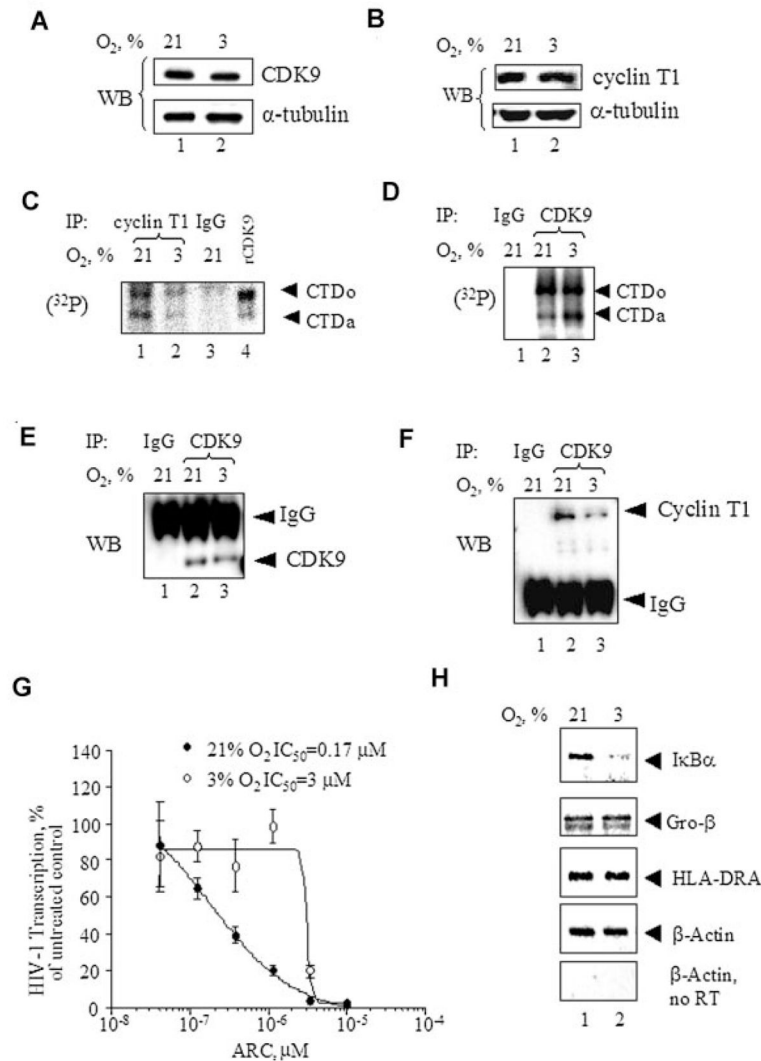 A
O2, % 21 3
WB
CDK9
α-tubulin
1 2
B
O2, % 21 3
WB
cyclin T1
α-tubulin
1 2
C
IP: cyclin T1 IgG rCDK9
O2, % 21 3 21
(32P)
CTDo
CTDa
1 2 3 4
D
IP: IgG CDK9
O2, % 21 21 3
(32P)
CTDo
CTDa
1 2 3
E
IP: IgG CDK9
O2, % 21 21 3
WB
IgG
CDK9
1 2 3
F
IP: IgG CDK9
O2, % 21 21 3
WB
Cyclin T1
IgG
1 2 3
G
21% O2 IC50=0.17 μM
3% O2 IC50=3 μM
HIV-1 Transcription, %
of untreated control
140
120
100
80
60
40
20
0
10-8 10-7 10-6 10-5 10-4
ARC, μM
H
O2, % 21 3
IκBα
Gro-β
HLA-DRA
β-Actin
β-Actin,
no RT
1 2